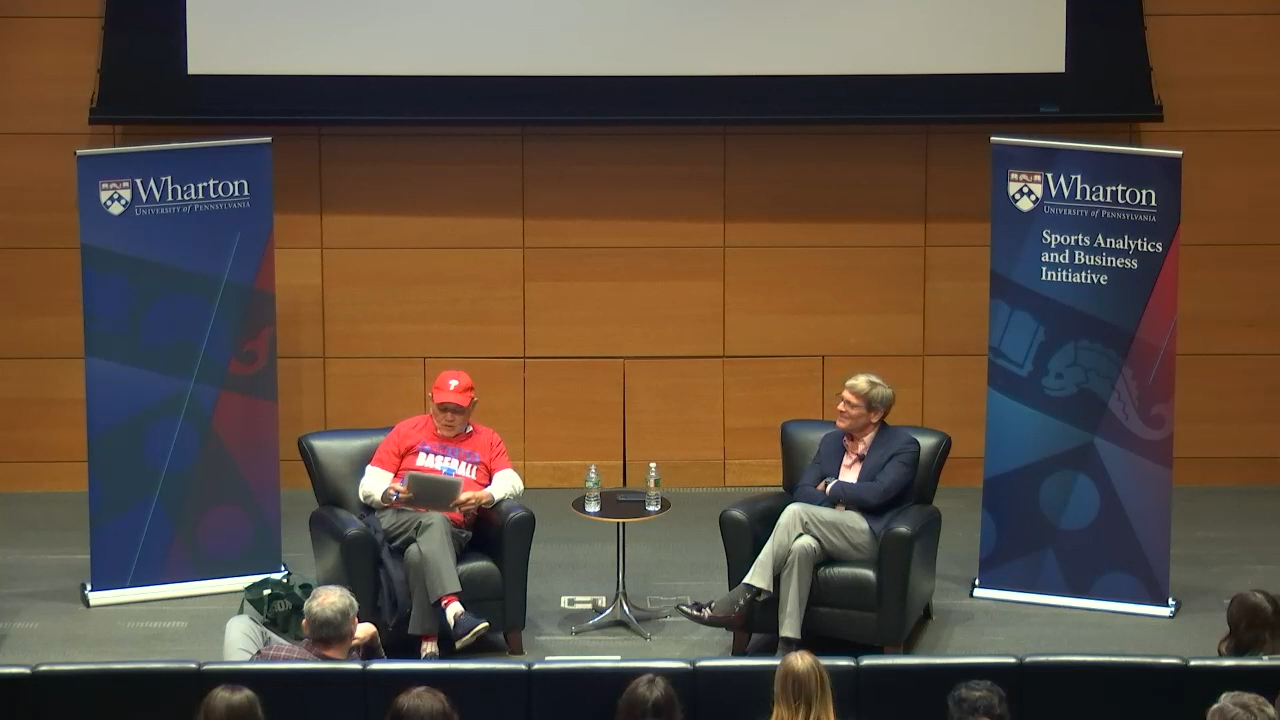 Wharton
University of Pennsylvania
Wharton
University of Pennsylvania
Sports Analytics
and Business
Initiative
BASEBALL